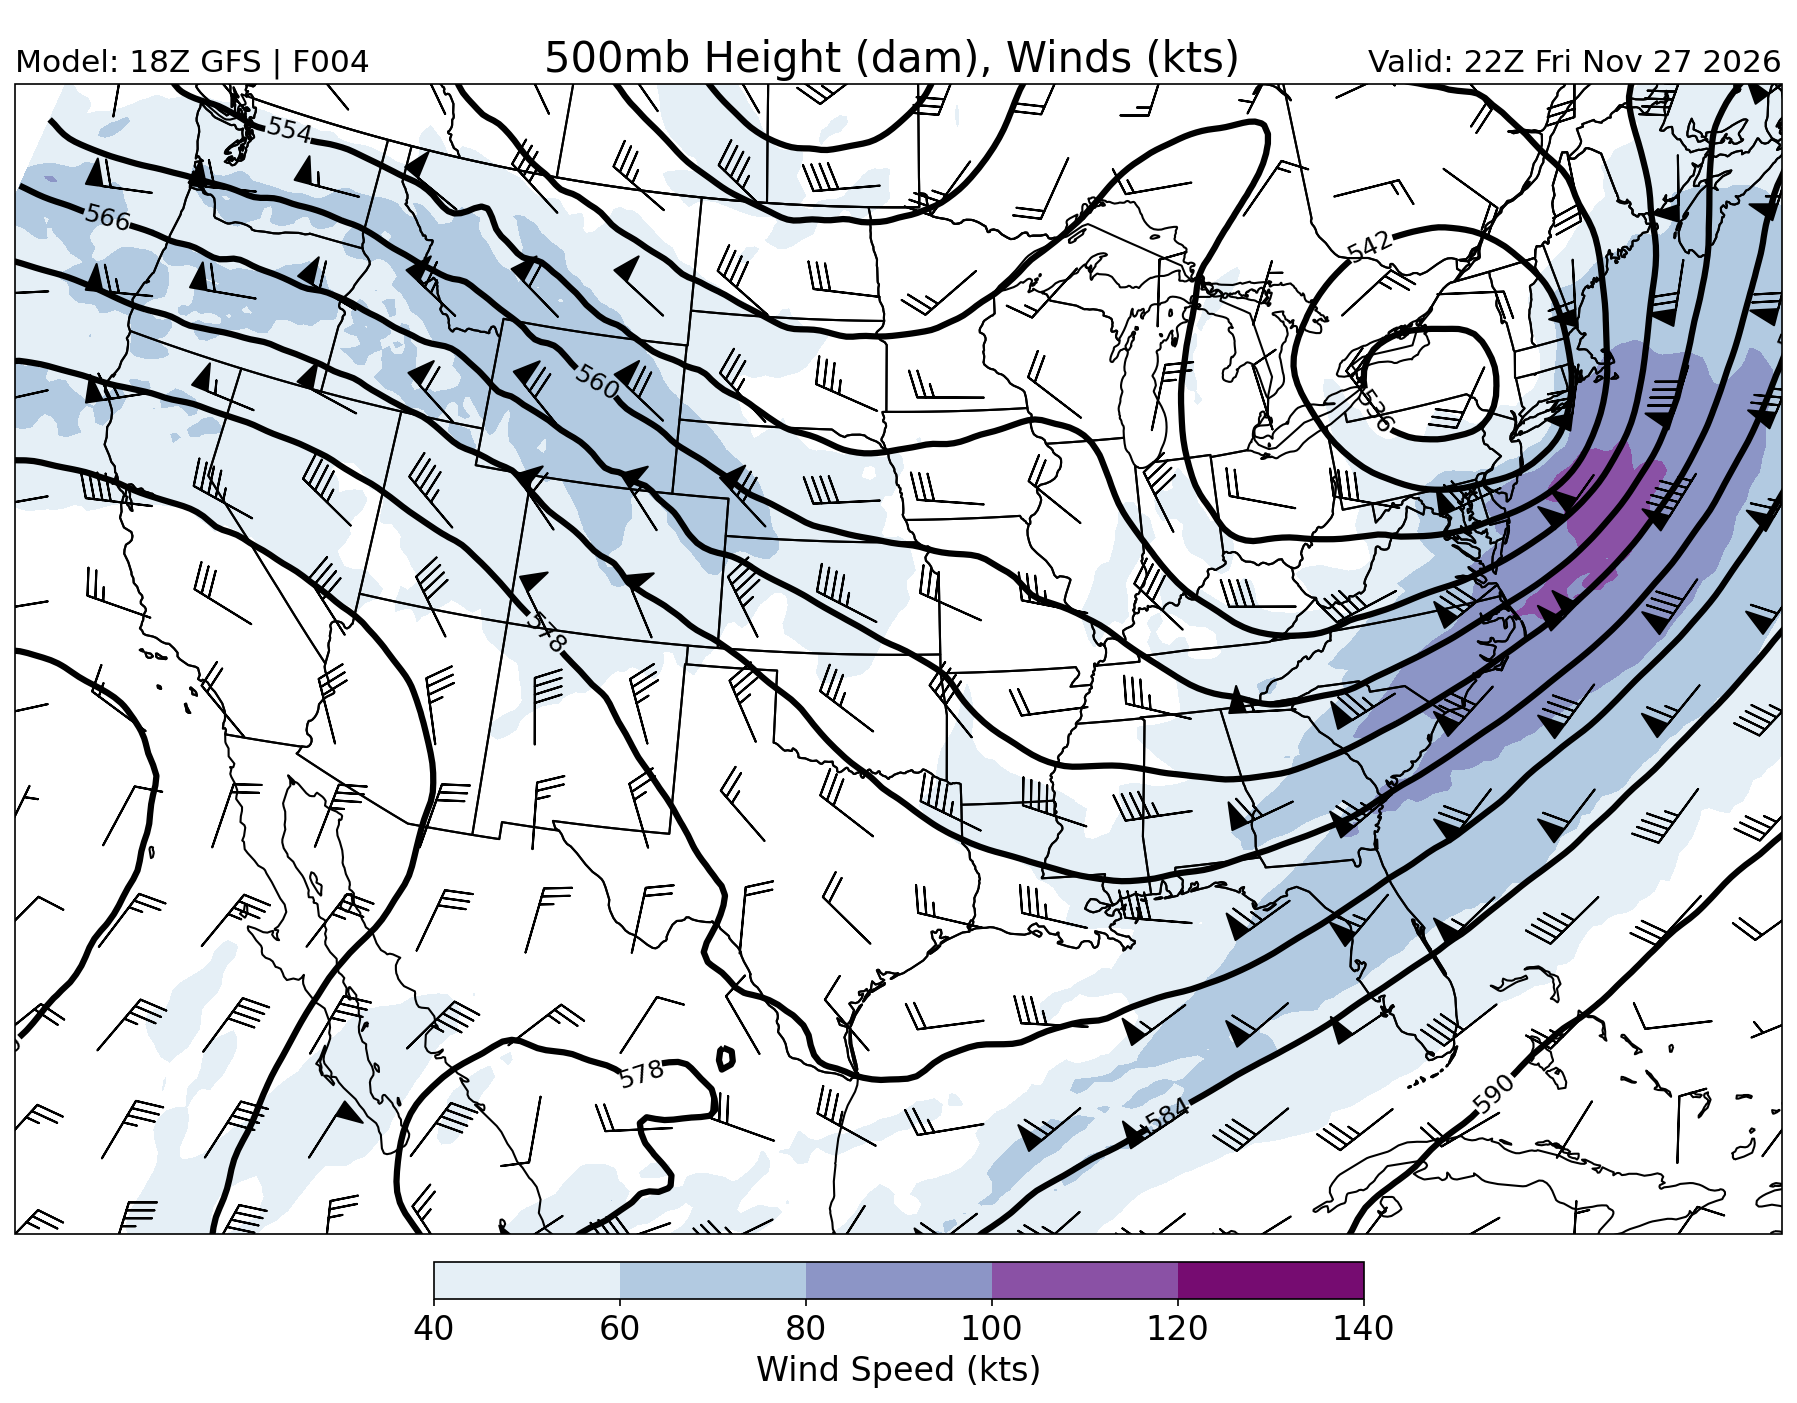 Model: 18Z GFS | F004
500mb Height (dam), Winds (kts)
Valid: 22Z Fri Nov 27 2026
554
566
542
560
536
578
578
584
590
40 60 80 100 120 140
Wind Speed (kts)